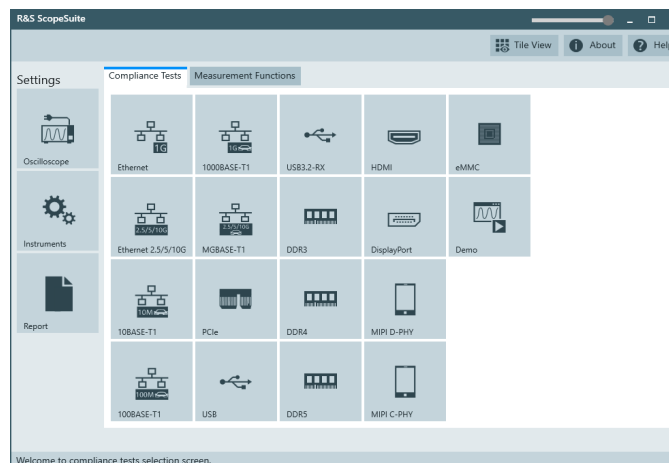 R&S ScopeSuite
Tile View
About
Help
Settings
Compliance Tests
Measurement Functions
Oscilloscope
Instruments
Report
1G
Ethernet
1G
1000BASE-T1
USB3.2-RX
HDMI
eMMC
2.5/5/10G
Ethernet 2.5/5/10G
2.5/5/10G
MGBASE-T1
DDR3
DisplayPort
Demo
10M
10BASE-T1
PCIe
DDR4
MIPI D-PHY
100M
100BASE-T1
USB
DDR5
MIPI C-PHY
Welcome to compliance tests selection screen.